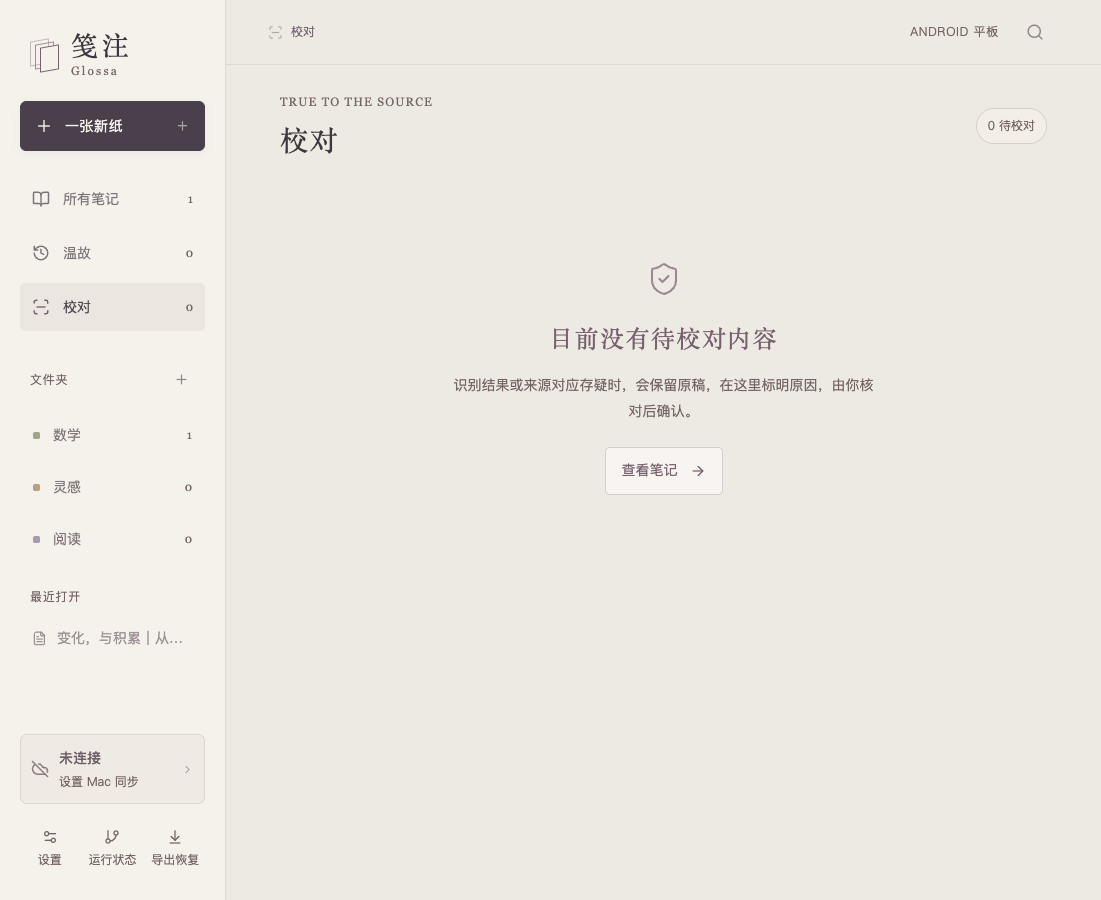 笺注
Glossa
一张新纸
所有笔记 1
温故 0
校对 0
文件夹
数学 1
灵感 0
阅读 0
最近打开
变化，与积累｜从…
未连接
设置 Mac 同步
设置
运行状态
导出恢复
校对
ANDROID 平板
TRUE TO THE SOURCE
校对
0 待校对
目前没有待校对内容
识别结果或来源对应存疑时，会保留原稿，在这里标明原因，由你核
对后确认。
查看笔记